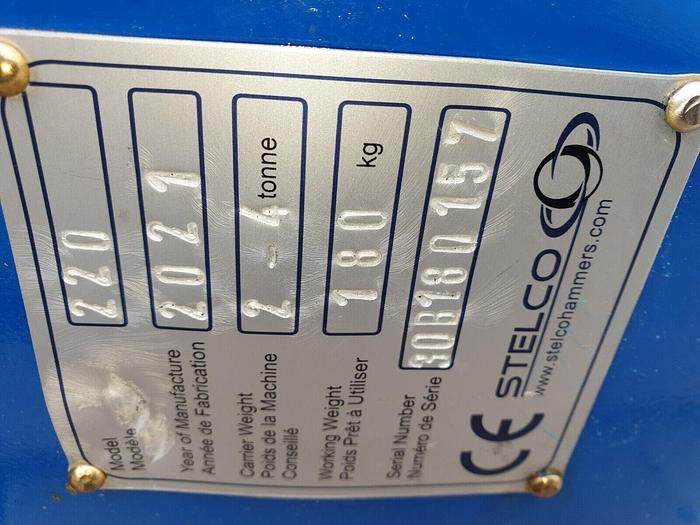 Model
Modèle
220
Year of Manufacture
Année de Fabrication
2021
Carrier Weight
Poids de la Machine
Conseillé
2-4 tonne
Working Weight
Poids Prêt à Utiliser
180 kg
Serial Number
Numéro de Série
30B180157
CE STELCO
www.stelcohammers.com